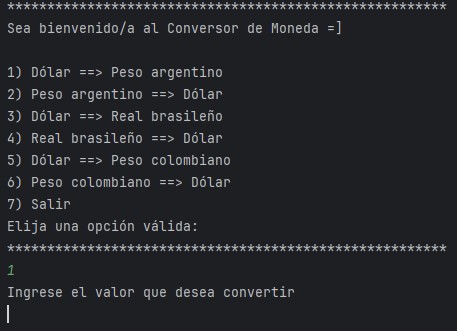 *******************************************************
Sea bienvenido/a al Conversor de Moneda =]
1) Dólar ==> Peso argentino
2) Peso argentino ==> Dólar
3) Dólar ==> Real brasileño
4) Real brasileño ==> Dólar
5) Dólar ==> Peso colombiano
6) Peso colombiano ==> Dólar
7) Salir
Elija una opción válida:
*******************************************************
1
Ingrese el valor que desea convertir